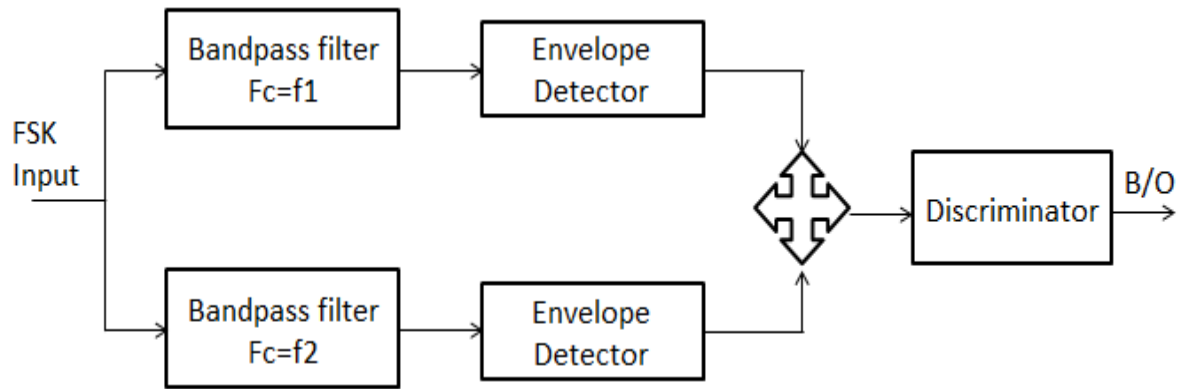 Bandpass filter
Fc=f1
Envelope
Detector
FSK
Input
Discriminator
B/O
Bandpass filter
Fc=f2
Envelope
Detector